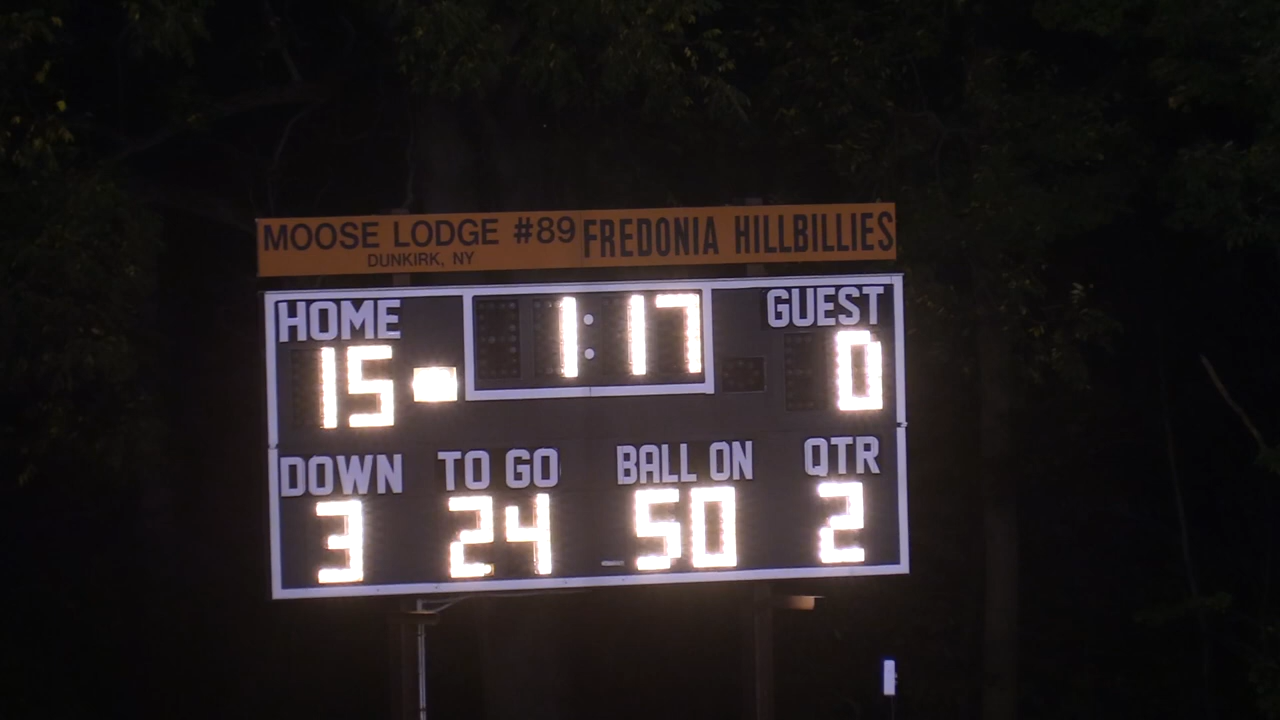 MOOSE LODGE #89 FREDONIA HILLBILLIES
DUNKIRK, NY
HOME 1:17 GUEST
15 0
DOWN TO GO BALL ON QTR
3 24 50 2